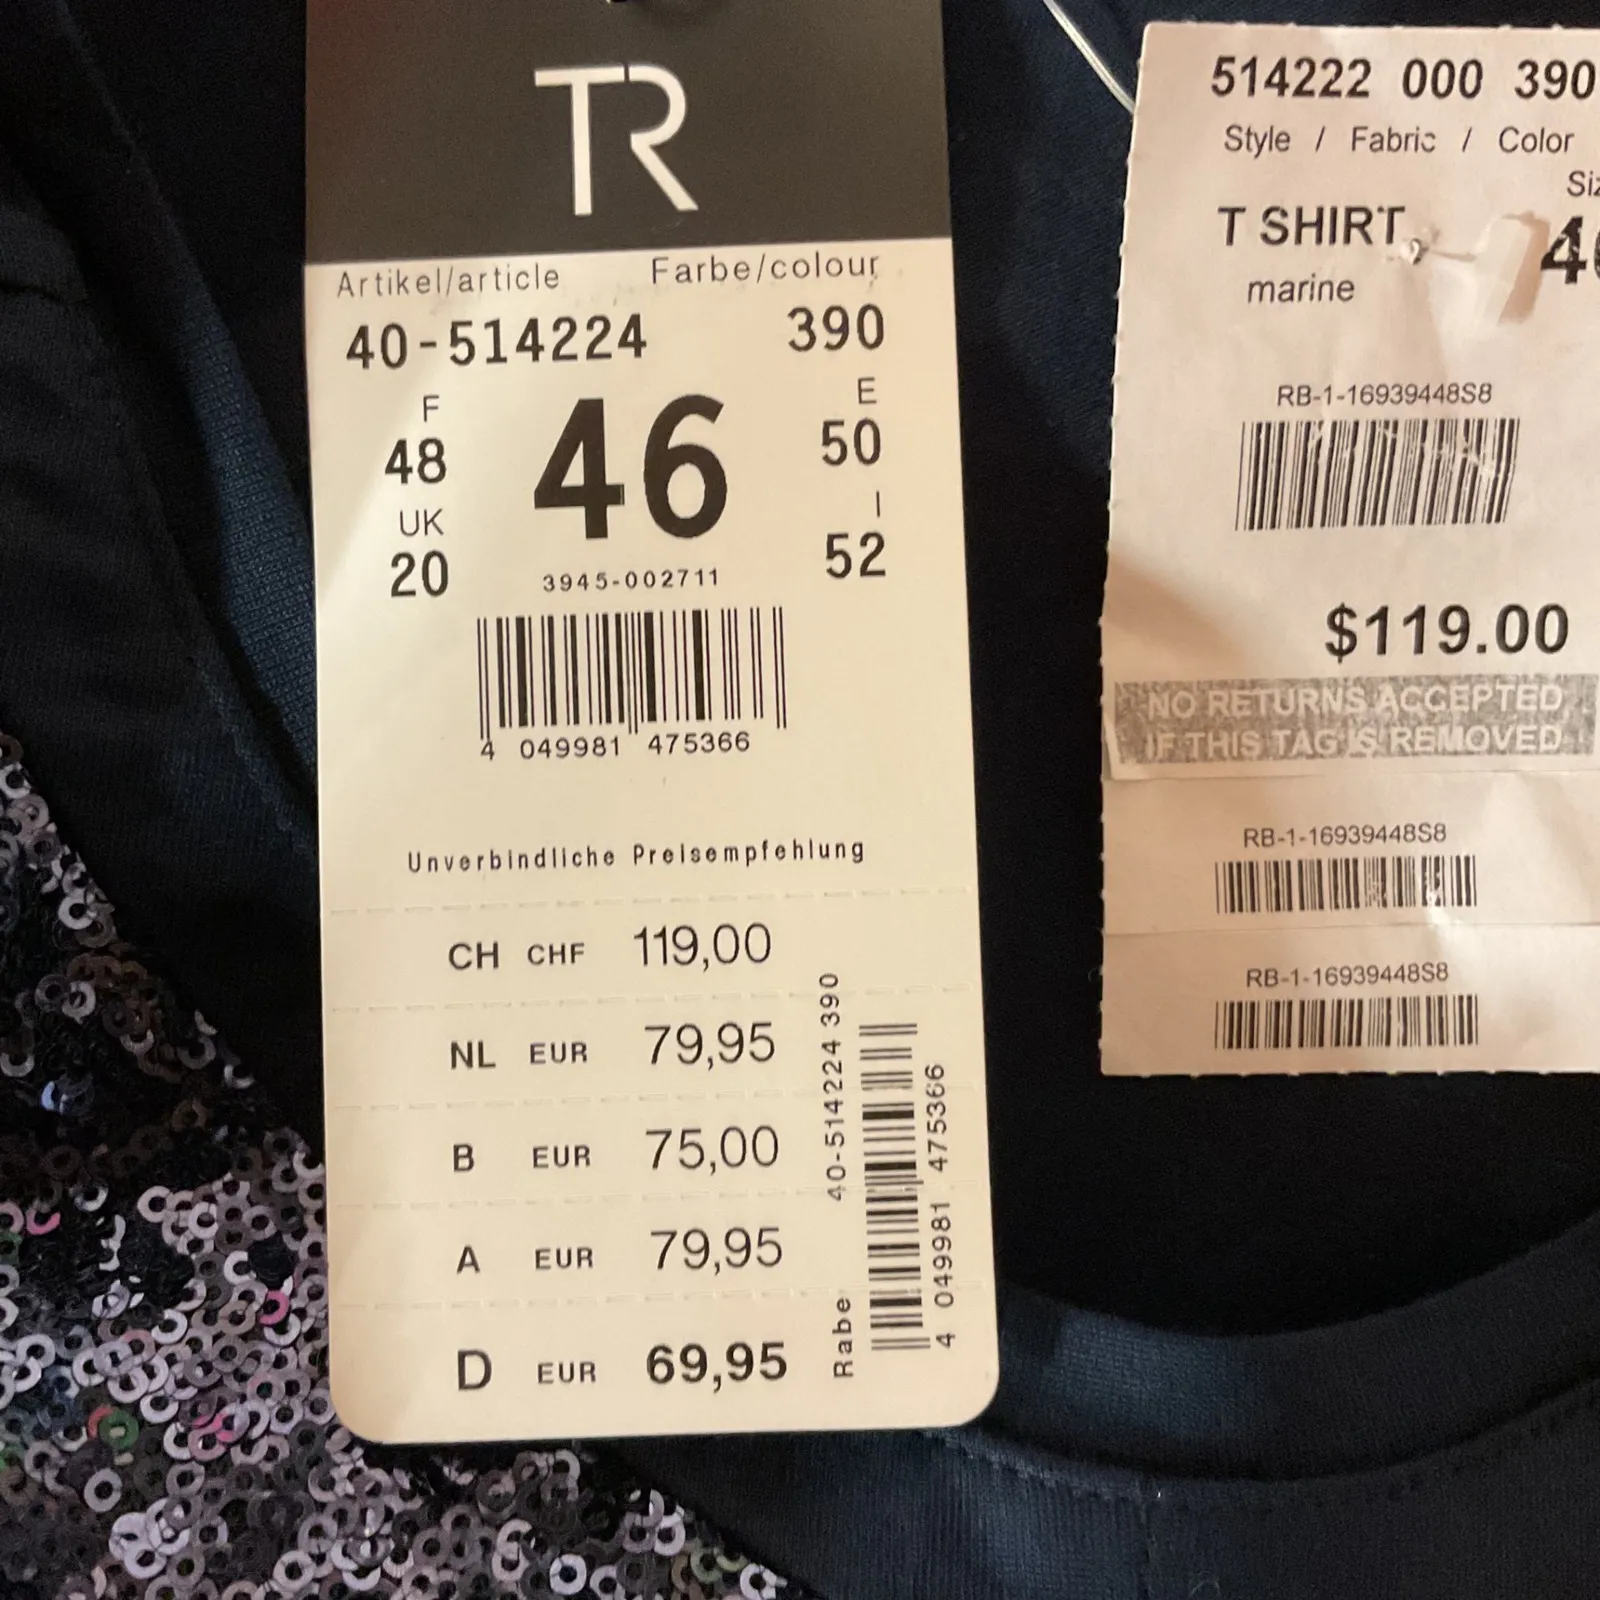 TR
Artikel/article Farbe/colour
40-514224 390
F E
48 46 50
UK I
20 52
3945-002711
4 049981 475366
Unverbindliche Preisempfehlung
CH CHF 119,00
NL EUR 79,95
B EUR 75,00
A EUR 79,95
D EUR 69,95
Rabe 40-514224 390
4 049981 475366
514222 000 390
Style / Fabric / Color
T SHIRT
marine
RB-1-16939448S8
$119.00
NO RETURNS ACCEPTED
IF THIS TAG IS REMOVED
RB-1-16939448S8
RB-1-16939448S8